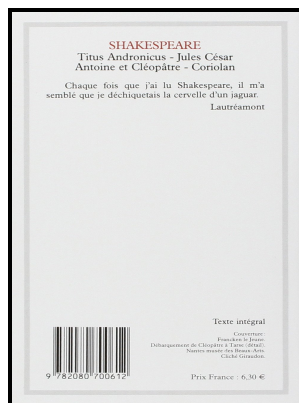 SHAKESPEARE
Titus Andronicus - Jules César
Antoine et Cléopâtre - Coriolan
Chaque fois que j'ai lu Shakespeare, il m'a
semblé que je déchiquetais la cervelle d'un jaguar.
Lautréamont
Texte intégral
Couverture :
Francken le Jeune.
Débarquement de Cléopâtre à Tarse (détail).
Nantes musée des Beaux-Arts.
Cliché Giraudon.
9 782080 700612
Prix France : 6,30 €